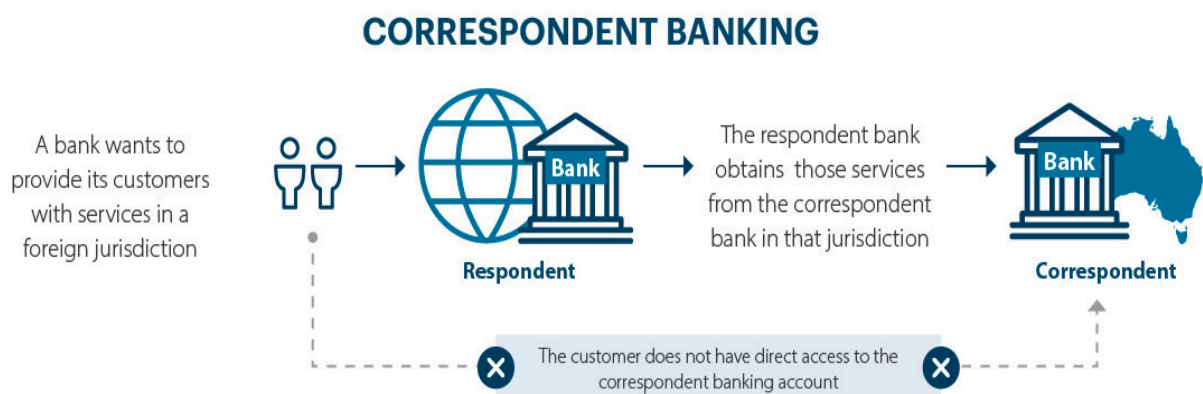 CORRESPONDENT BANKING
A bank wants to
provide its customers
with services in a
foreign jurisdiction
Bank
Respondent
The respondent bank
obtains those services
from the correspondent
bank in that jurisdiction
Bank
Correspondent
The customer does not have direct access to the
correspondent banking account